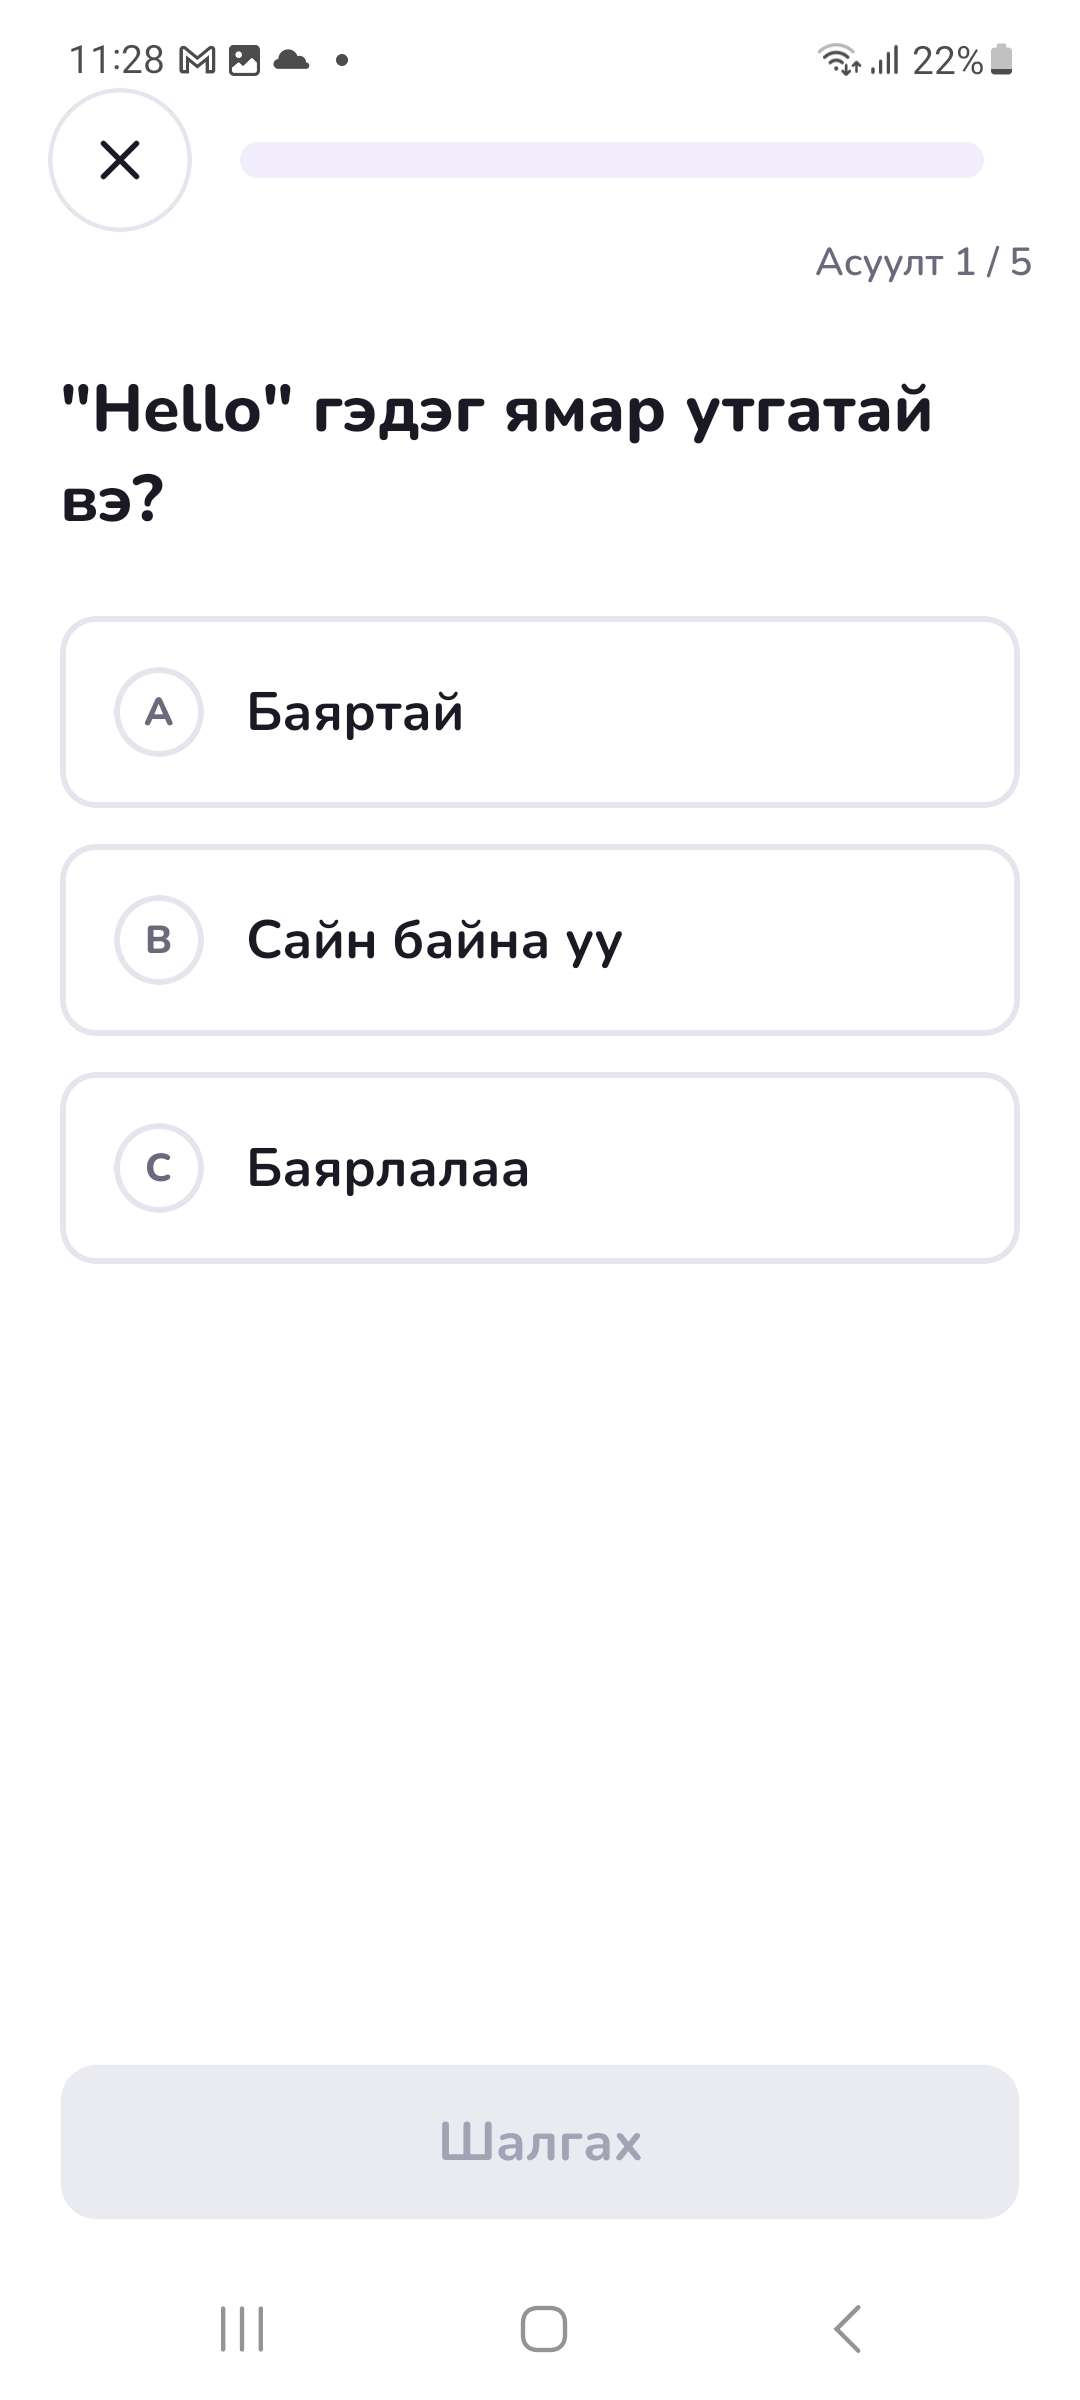 11:28
22%
Асуулт 1 / 5
"Hello" гэдэг ямар утгатай
вэ?
A Баяртай
B Сайн байна уу
C Баярлалаа
Шалгах